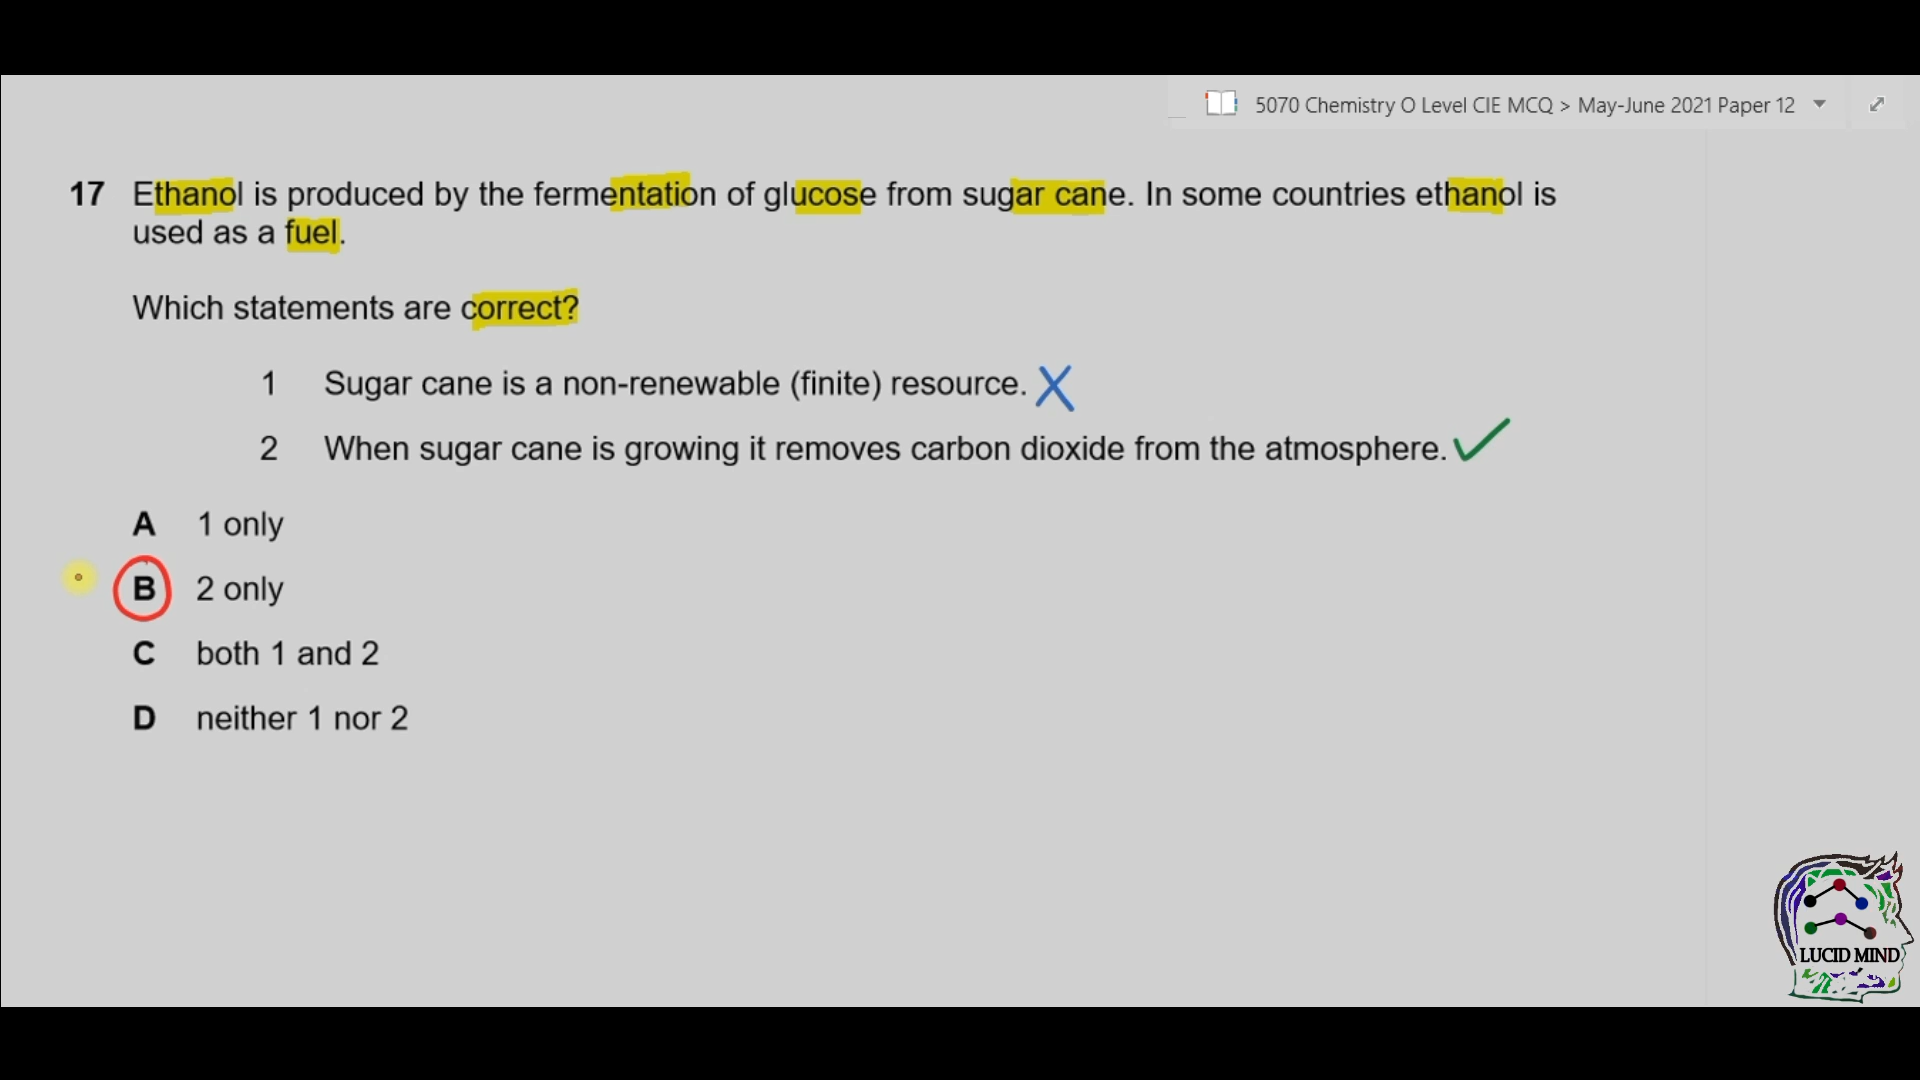 5070 Chemistry O Level CIE MCQ > May-June 2021 Paper 12
17 Ethanol is produced by the fermentation of glucose from sugar cane. In some countries ethanol is
used as a fuel.
Which statements are correct?
1 Sugar cane is a non-renewable (finite) resource.
2 When sugar cane is growing it removes carbon dioxide from the atmosphere.
A 1 only
B 2 only
C both 1 and 2
D neither 1 nor 2
LUCID MIND